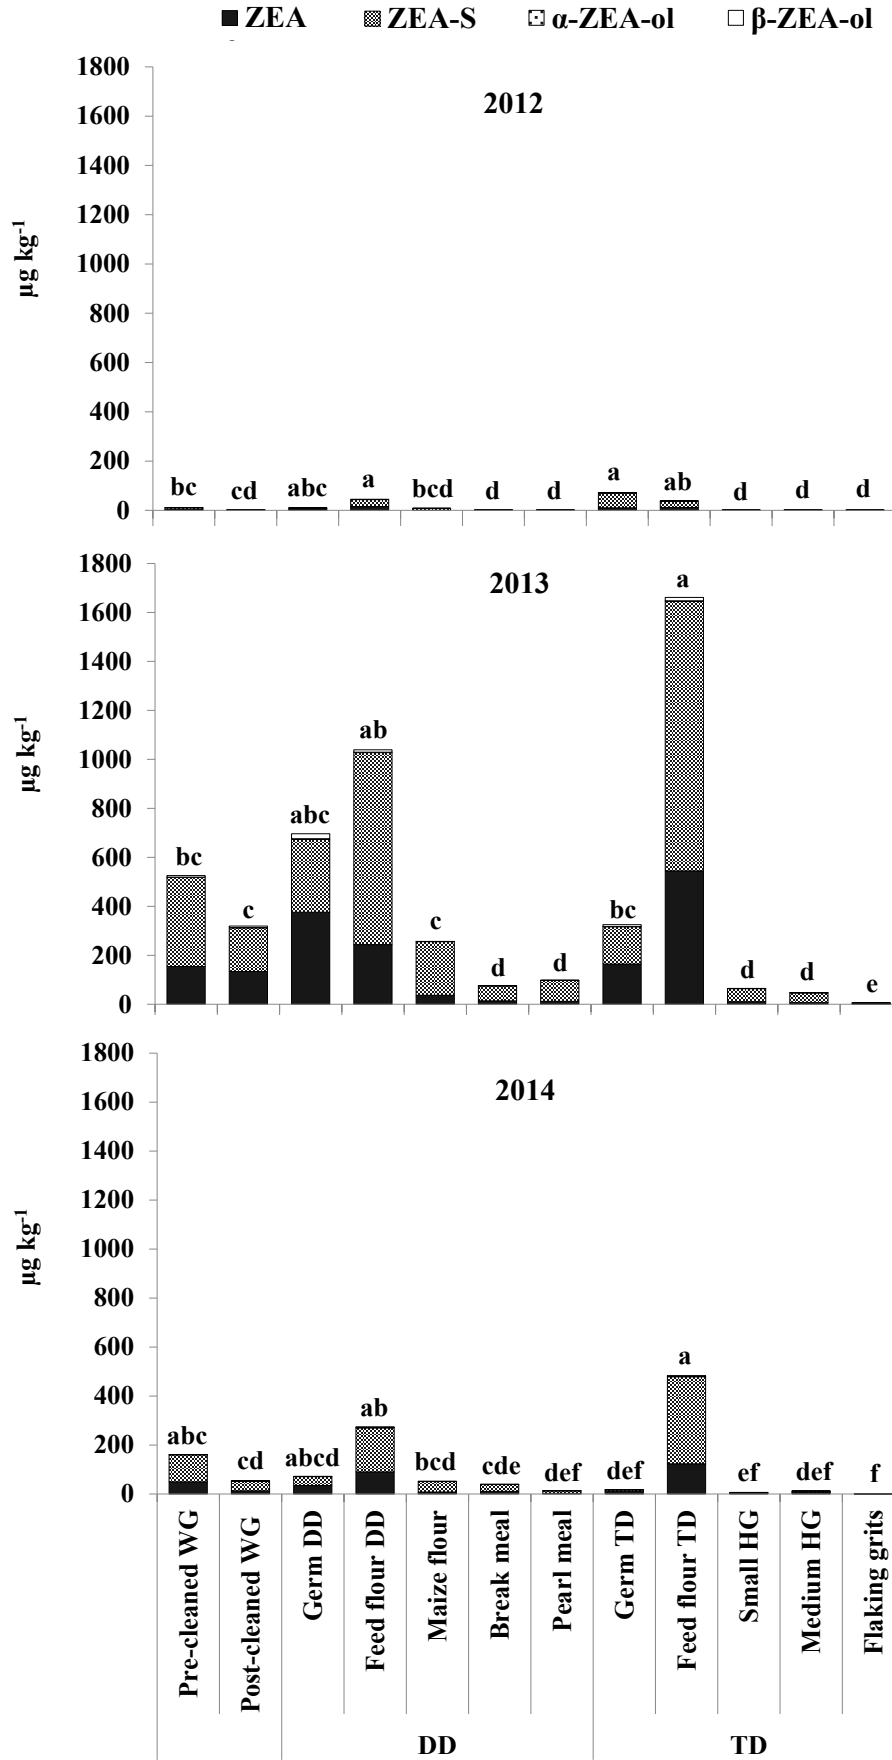 ZEA ZEA-S α-ZEA-ol β-ZEA-ol
2012
µg kg-1
1800
1600
1400
1200
1000
800
600
400
200
0
bc cd abc a bcd d d a ab d d d
2013
µg kg-1
1800
1600
1400
1200
1000
800
600
400
200
0
bc c abc ab c d d bc a d d e
2014
µg kg-1
1800
1600
1400
1200
1000
800
600
400
200
0
abc cd abcd ab bcd cde def def a ef def f
Pre-cleaned WG
Post-cleaned WG
Germ DD
Feed flour DD
Maize flour
Break meal
Pearl meal
Germ TD
Feed flour TD
Small HG
Medium HG
Flaking grits
DD TD